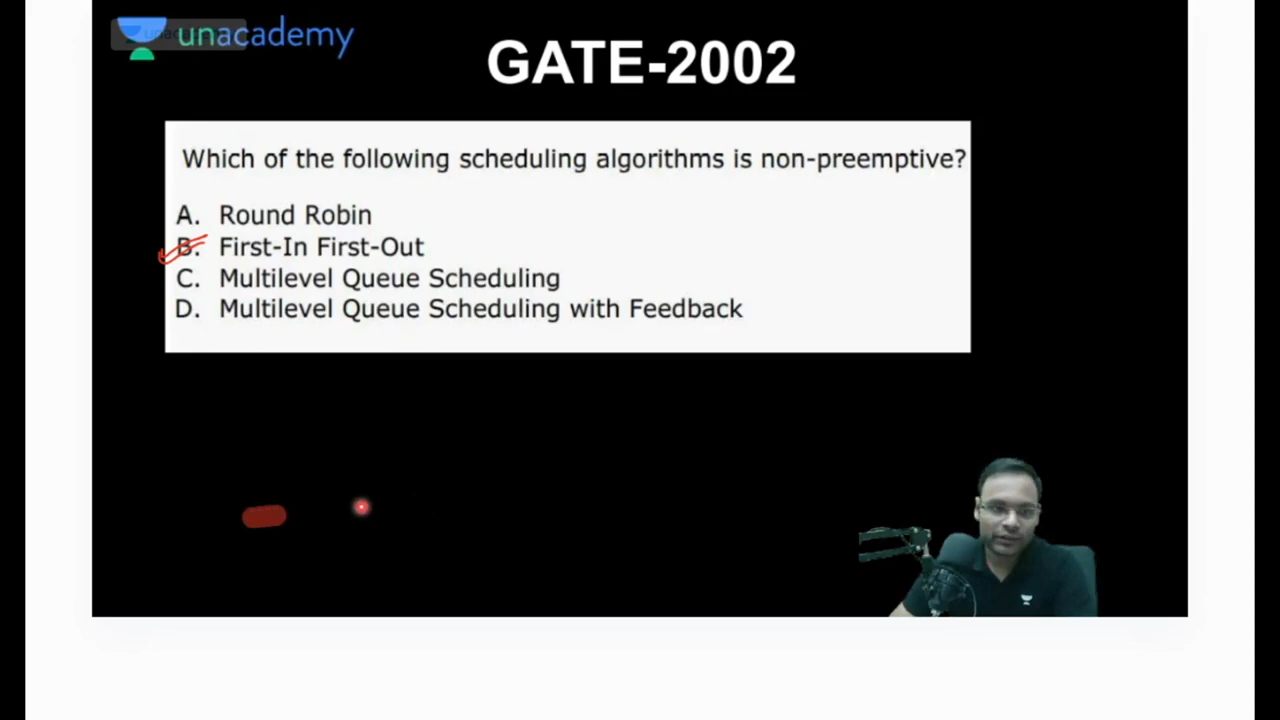 unacademy
GATE-2002
Which of the following scheduling algorithms is non-preemptive?
A. Round Robin
B. First-In First-Out
C. Multilevel Queue Scheduling
D. Multilevel Queue Scheduling with Feedback